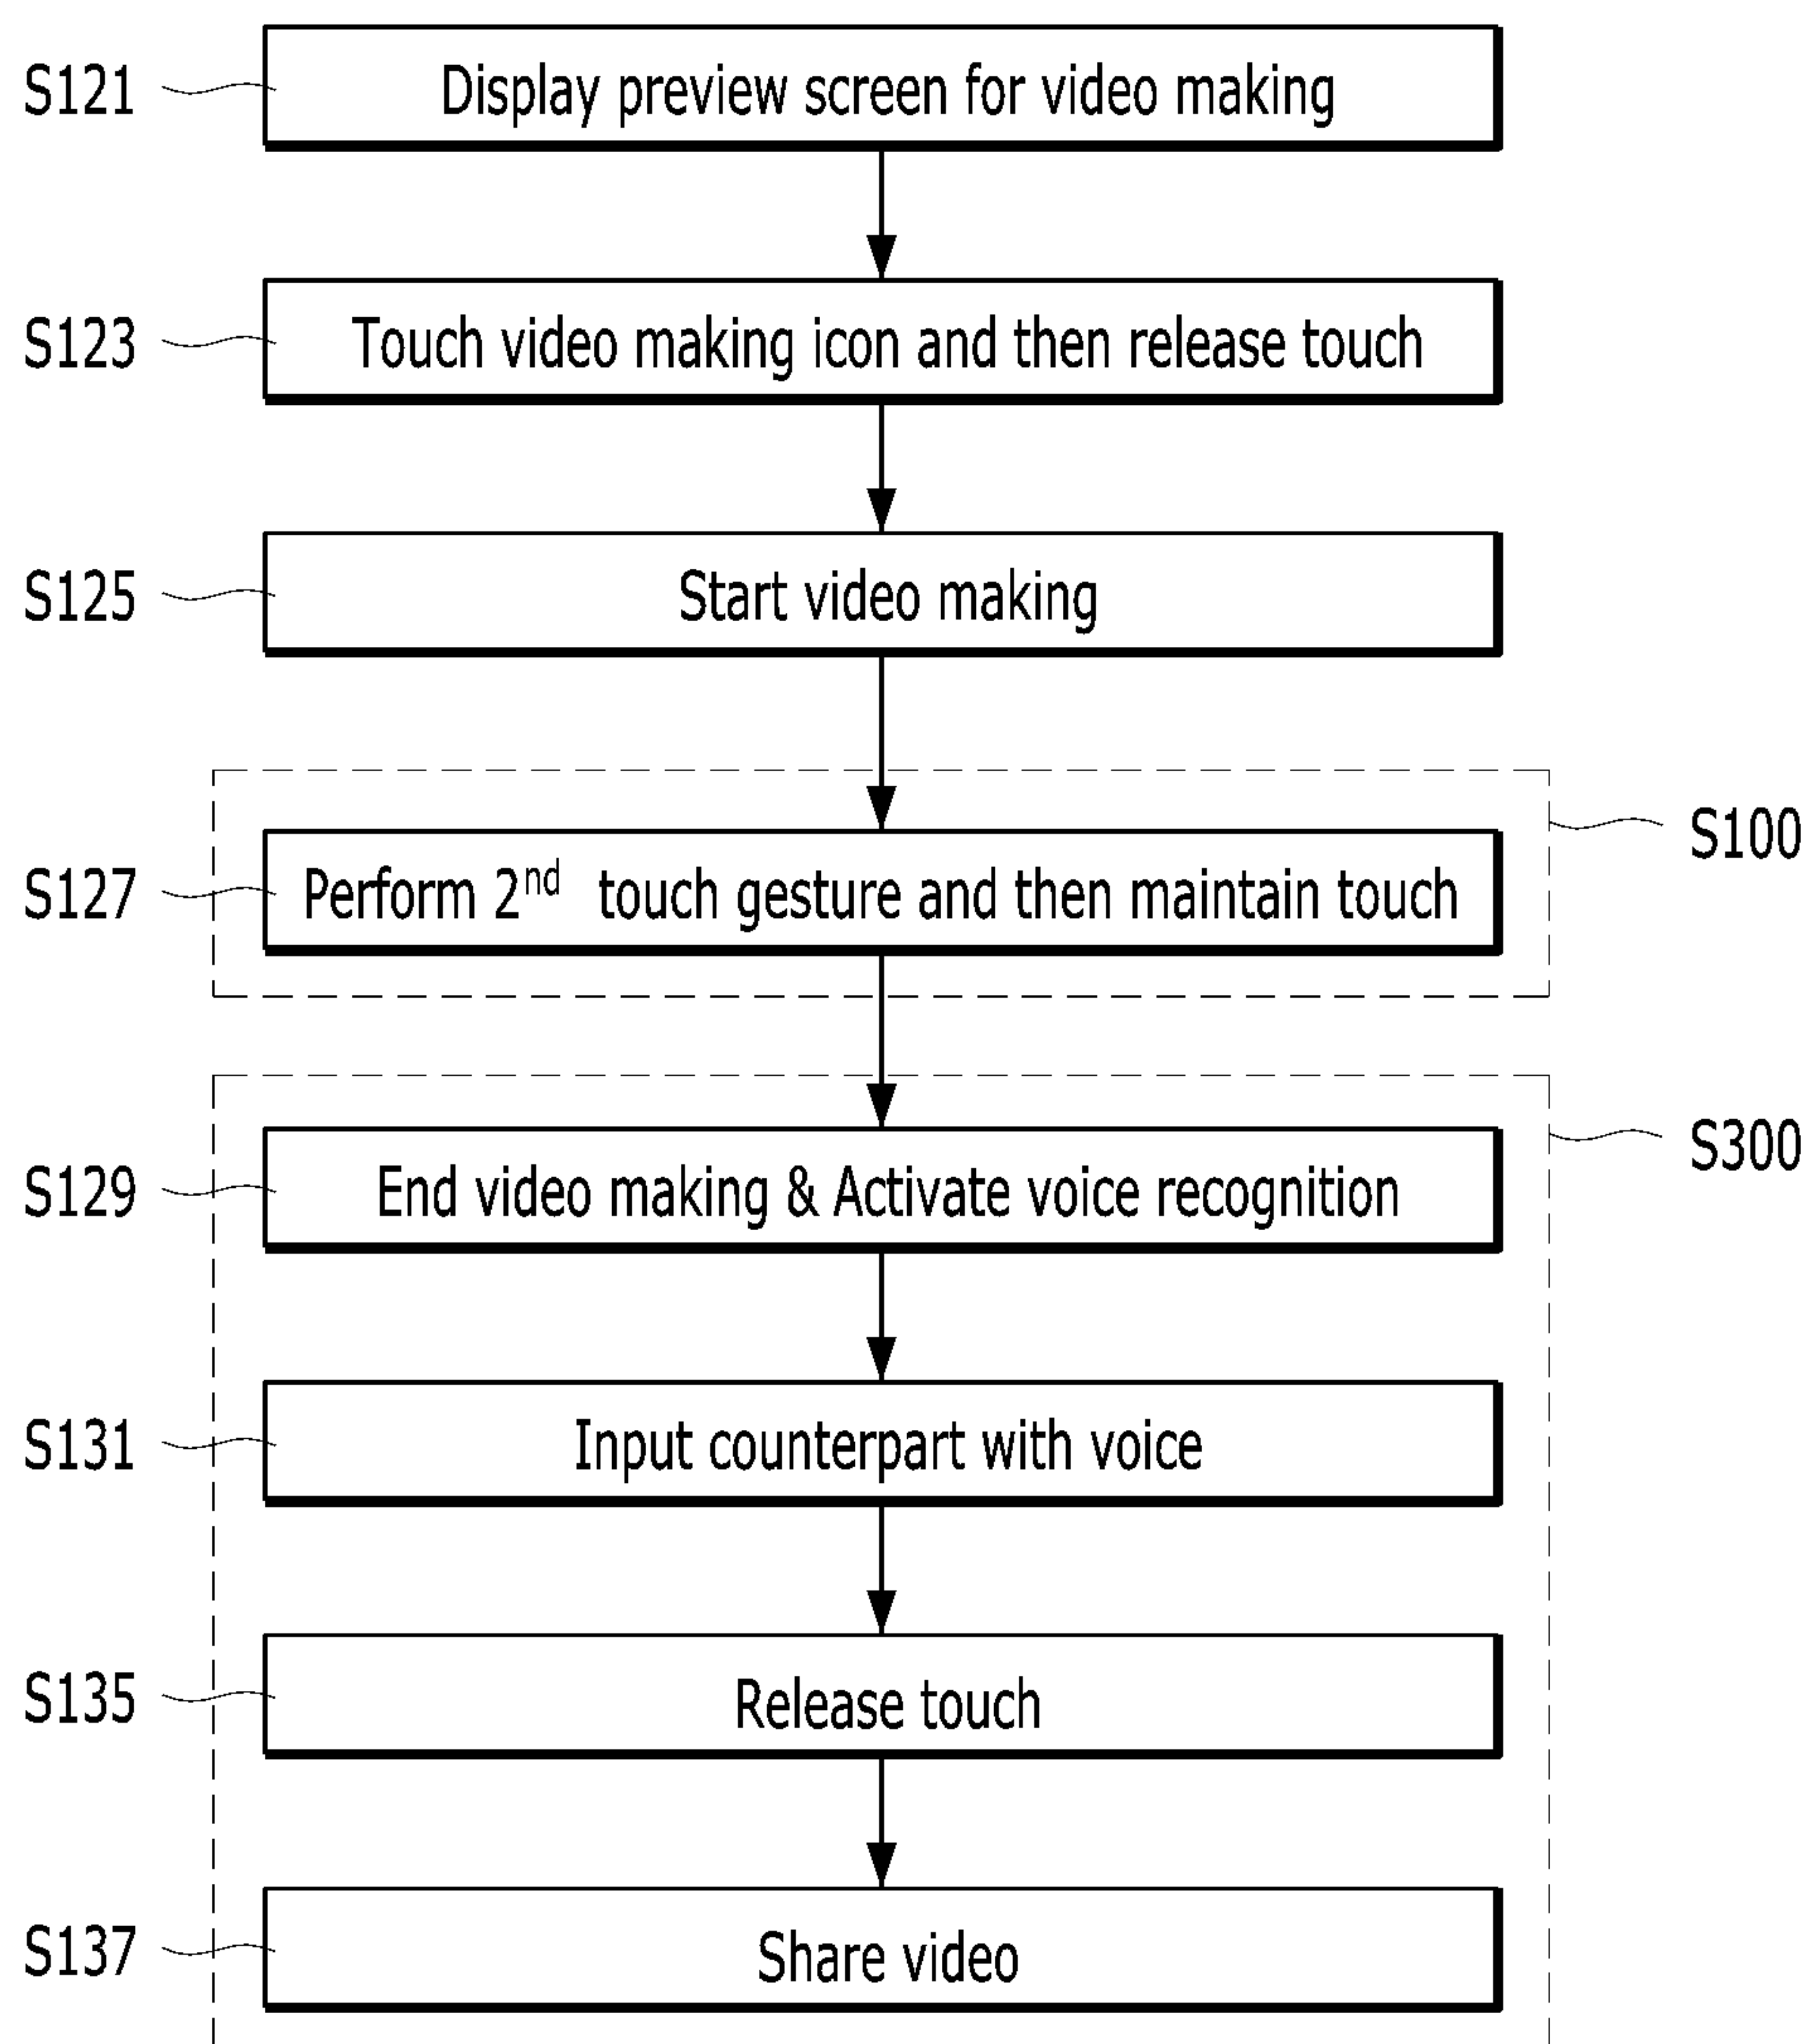 S121 Display preview screen for video making
S123 Touch video making icon and then release touch
S125 Start video making
S100
S127 Perform 2nd touch gesture and then maintain touch
S300
S129 End video making & Activate voice recognition
S131 Input counterpart with voice
S135 Release touch
S137 Share video